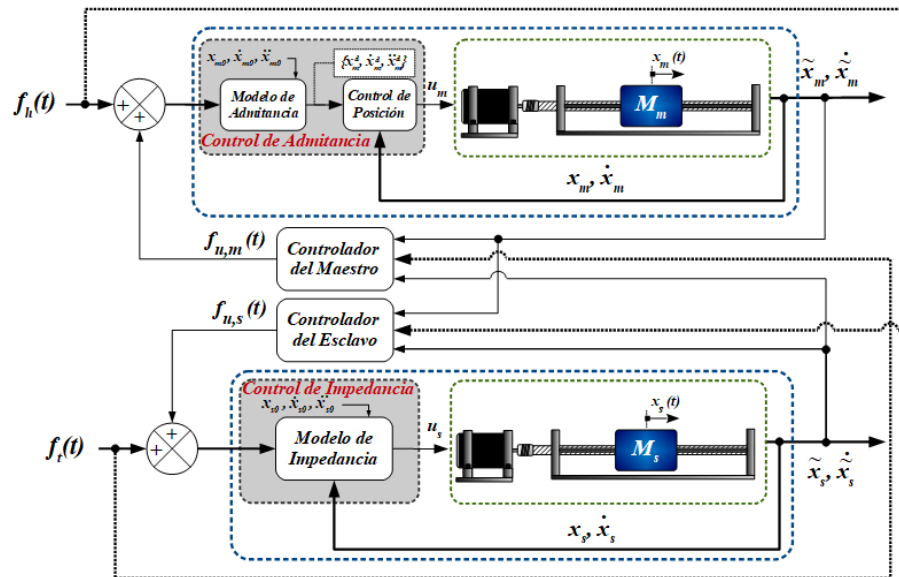 x_m0, ẋ_m0, ẍ_m0
{x_m^d, ẋ_m^d, ẍ_m^d}
Modelo de
Admitancia
Control de
Posición
Control de Admitancia
u_m
x_m(t)
M_m
x̃_m, ẋ̃_m
f_h(t)
+
+
x_m, ẋ_m
f_u,m(t)
Controlador
del Maestro
f_u,s(t)
Controlador
del Esclavo
Control de Impedancia
x_s0, ẋ_s0, ẍ_s0
Modelo de
Impedancia
u_s
x_s(t)
M_s
f_t(t)
+
+
x̃_s, ẋ̃_s
x_s, ẋ_s